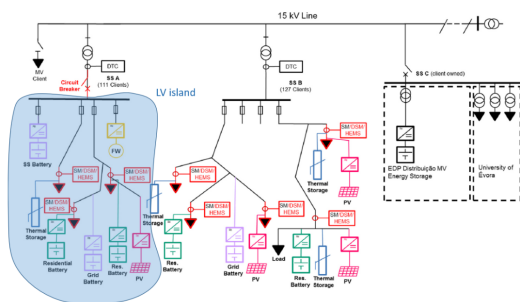 15 kV Line
MV
Client
DTC
SS A
(111 Clients)
Circuit
Breaker
LV island
DTC
SS B
(127 Clients)
SS C (client owned)
EDP Distribuição MV
Energy Storage
University of
Évora
SS Battery
FW
SM/DSM/
HEMS
SM/DSM/
HEMS
SM/DSM/
HEMS
SM/DSM/
HEMS
Thermal
Storage
Residential
Battery
Grid
Battery
Res.
Battery
PV
SM/DSM/
HEMS
SM/DSM/
HEMS
SM/DSM/
HEMS
SM/DSM/
HEMS
Thermal
Storage
PV
Res.
Battery
PV
Grid
Battery
Load
Res.
Battery
Thermal
Storage
PV